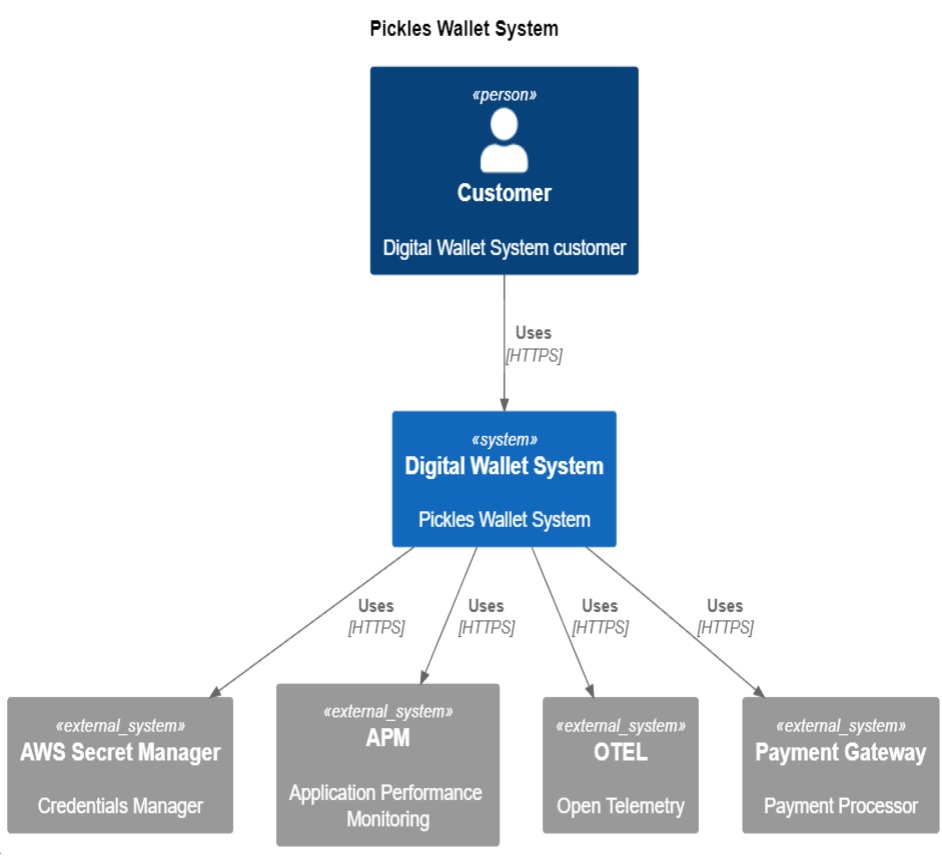 Pickles Wallet System
«person»
Customer
Digital Wallet System customer
Uses
[HTTPS]
«system»
Digital Wallet System
Pickles Wallet System
Uses
[HTTPS]
Uses
[HTTPS]
Uses
[HTTPS]
Uses
[HTTPS]
«external_system»
AWS Secret Manager
Credentials Manager
«external_system»
APM
Application Performance
Monitoring
«external_system»
OTEL
Open Telemetry
«external_system»
Payment Gateway
Payment Processor